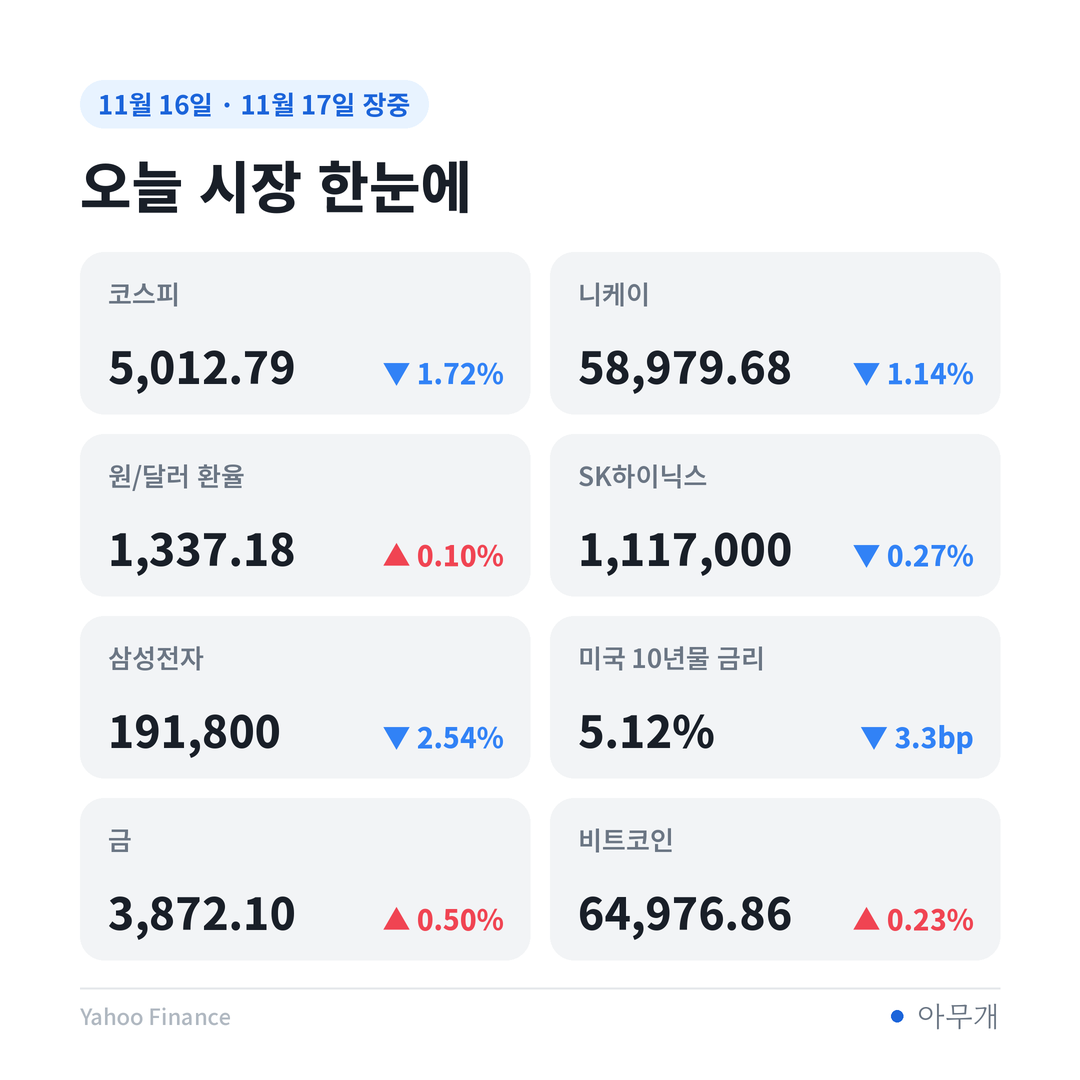 11월 16일 · 11월 17일 장중
오늘 시장 한눈에
코스피
5,012.79 ▼ 1.72%
니케이
58,979.68 ▼ 1.14%
원/달러 환율
1,337.18 ▲ 0.10%
SK하이닉스
1,117,000 ▼ 0.27%
삼성전자
191,800 ▼ 2.54%
미국 10년물 금리
5.12% ▼ 3.3bp
금
3,872.10 ▲ 0.50%
비트코인
64,976.86 ▲ 0.23%
Yahoo Finance
아무개